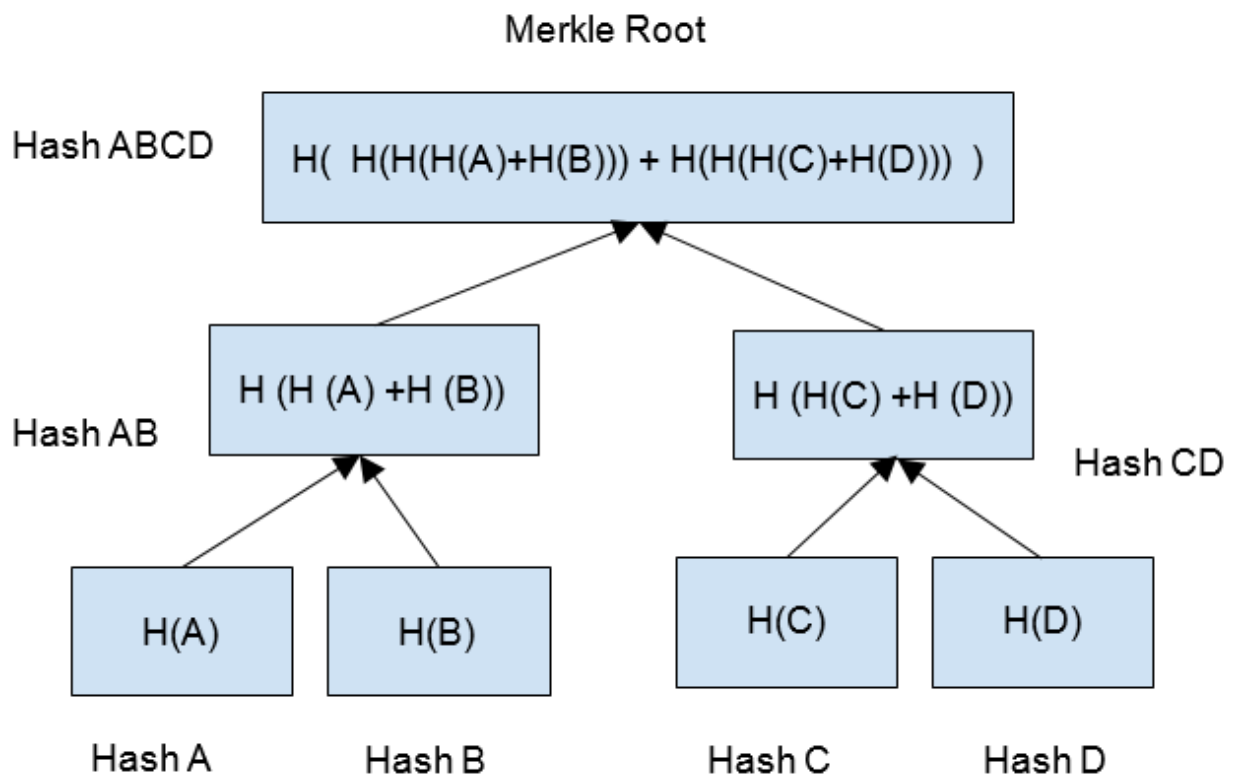 Merkle Root
Hash ABCD
H(  H(H(H(A)+H(B))) + H(H(H(C)+H(D)))  )
H (H (A) +H (B))
H (H(C) +H (D))
Hash AB
Hash CD
H(A)
H(B)
H(C)
H(D)
Hash A
Hash B
Hash C
Hash D